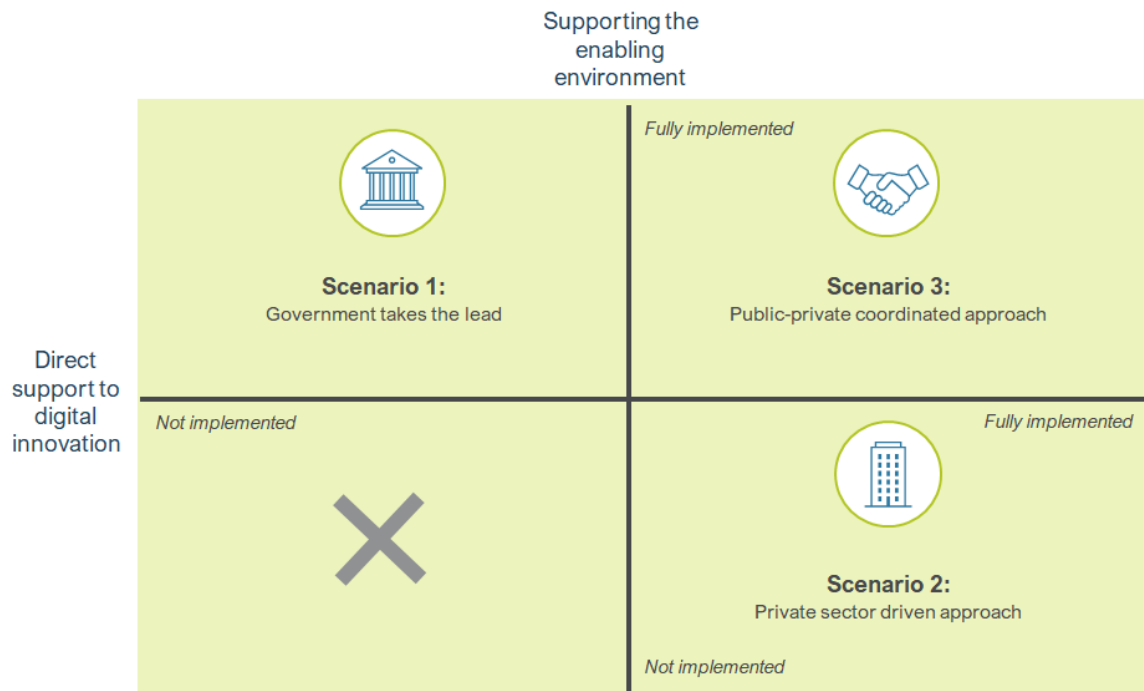 Supporting the
enabling
environment
Fully implemented
Scenario 1:
Government takes the lead
Scenario 3:
Public-private coordinated approach
Direct
support to
digital
innovation
Not implemented
Fully implemented
Scenario 2:
Private sector driven approach
Not implemented